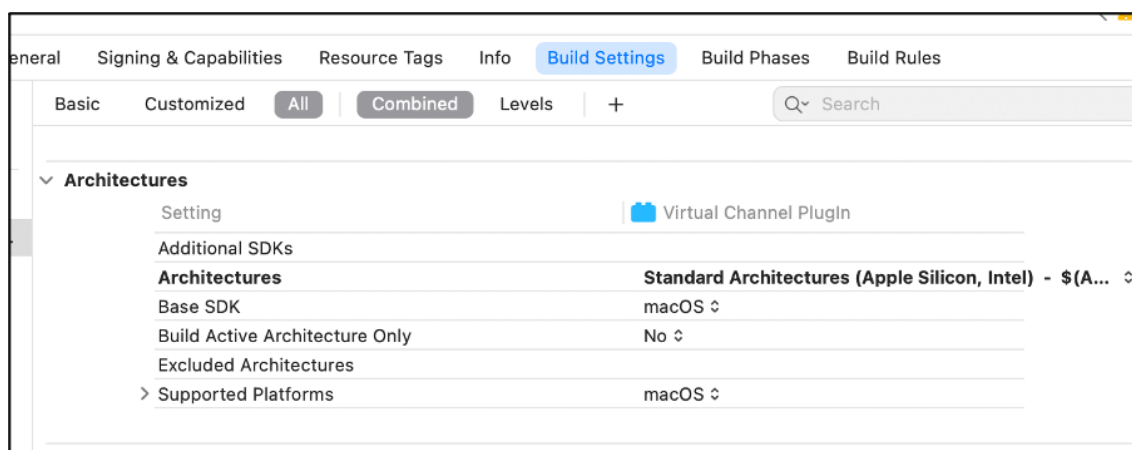 eneral Signing & Capabilities Resource Tags Info Build Settings Build Phases Build Rules
Basic Customized All Combined Levels + Search
Architectures
Setting Virtual Channel PlugIn
Additional SDKs
Architectures Standard Architectures (Apple Silicon, Intel) - $(A...
Base SDK macOS
Build Active Architecture Only No
Excluded Architectures
Supported Platforms macOS